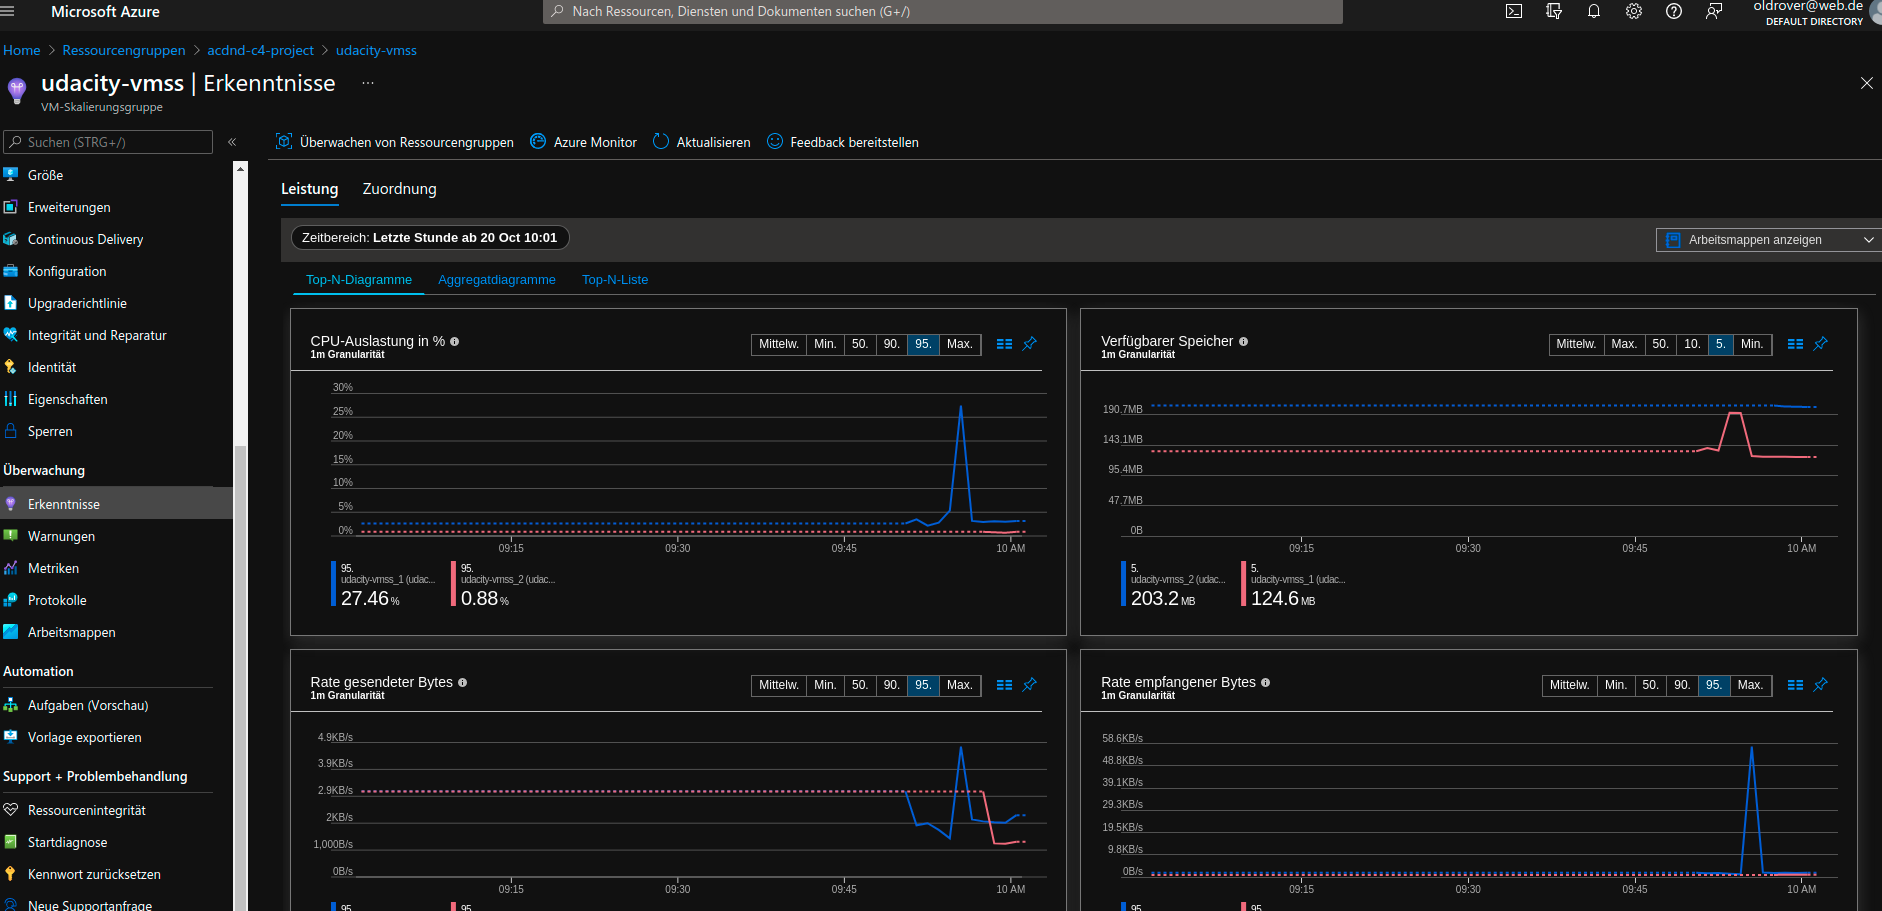 Microsoft Azure
Nach Ressourcen, Diensten und Dokumenten suchen (G+/)
oldrover@web.de
DEFAULT DIRECTORY
Home > Ressourcengruppen > acdnd-c4-project > udacity-vmss
udacity-vmss | Erkenntnisse ...
VM-Skalierungsgruppe
Suchen (STRG+/)
«
Größe
Erweiterungen
Continuous Delivery
Konfiguration
Upgraderichtlinie
Integrität und Reparatur
Identität
Eigenschaften
Sperren
Überwachung
Erkenntnisse
Warnungen
Metriken
Protokolle
Arbeitsmappen
Automation
Aufgaben (Vorschau)
Vorlage exportieren
Support + Problembehandlung
Ressourcenintegrität
Startdiagnose
Kennwort zurücksetzen
Neue Supportanfrage
Überwachen von Ressourcengruppen Azure Monitor Aktualisieren Feedback bereitstellen
Leistung Zuordnung
Zeitbereich: Letzte Stunde ab 20 Oct 10:01
Arbeitsmappen anzeigen
Top-N-Diagramme Aggregatdiagramme Top-N-Liste
CPU-Auslastung in %
1m Granularität
Mittelw. Min. 50. 90. 95. Max.
30%
25%
20%
15%
10%
5%
0%
09:15 09:30 09:45 10 AM
95.
udacity-vmss_1 (udac...
27.46 %
95.
udacity-vmss_2 (udac...
0.88 %
Verfügbarer Speicher
1m Granularität
Mittelw. Max. 50. 10. 5. Min.
190.7MB
143.1MB
95.4MB
47.7MB
0B
09:15 09:30 09:45 10 AM
5.
udacity-vmss_2 (udac...
203.2 MB
5.
udacity-vmss_1 (udac...
124.6 MB
Rate gesendeter Bytes
1m Granularität
Mittelw. Min. 50. 90. 95. Max.
4.9KB/s
3.9KB/s
2.9KB/s
2KB/s
1,000B/s
0B/s
09:15 09:30 09:45 10 AM
95. 95.
Rate empfangener Bytes
1m Granularität
Mittelw. Min. 50. 90. 95. Max.
58.6KB/s
48.8KB/s
39.1KB/s
29.3KB/s
19.5KB/s
9.8KB/s
0B/s
09:15 09:30 09:45 10 AM
95. 95.